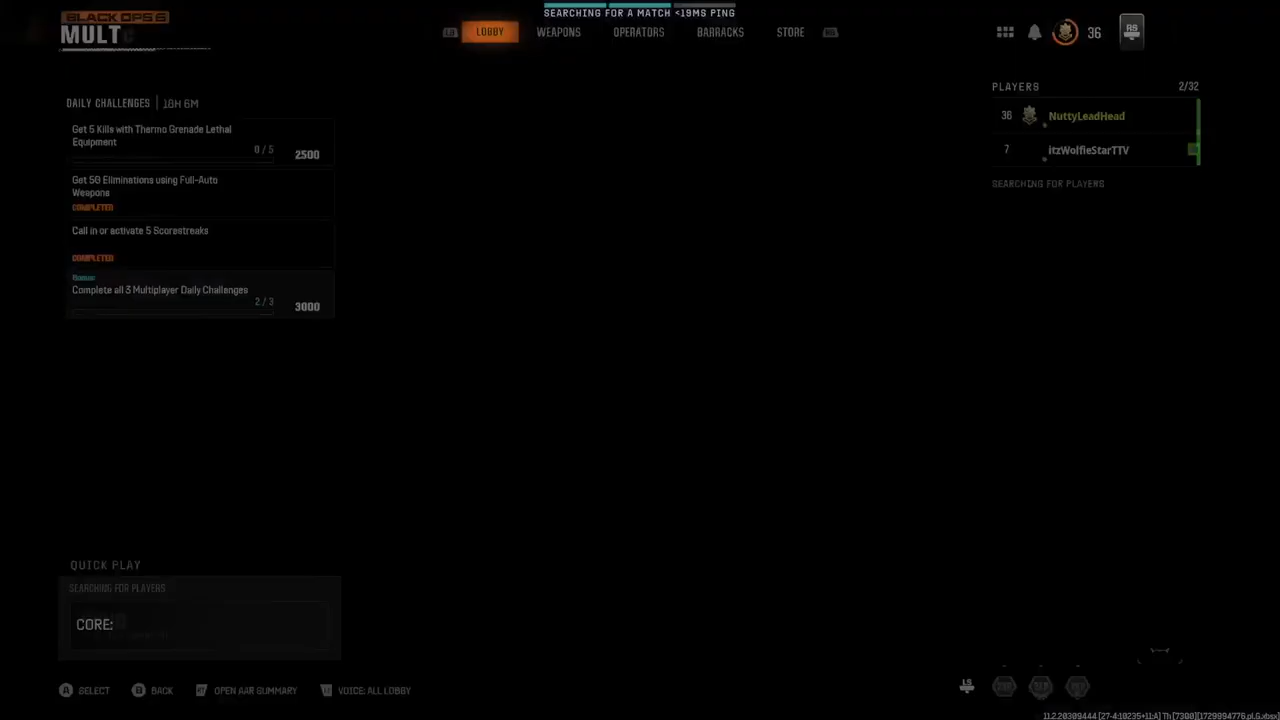 SEARCHING FOR A MATCH <19MS PING
BLACK OPS 6
MULT
LOBBY
WEAPONS
OPERATORS
BARRACKS
STORE
36
RS
DAILY CHALLENGES | 18H 6M
Get 5 Kills with Thermo Grenade Lethal
Equipment
0 / 5
2500
Get 50 Eliminations using Full-Auto
Weapons
COMPLETED
Call in or activate 5 Scorestreaks
COMPLETED
Bonus:
Complete all 3 Multiplayer Daily Challenges
2 / 3
3000
PLAYERS 2/32
36 NuttyLeadHead
7 itzWolfieStarTTV
SEARCHING FOR PLAYERS
QUICK PLAY
SEARCHING FOR PLAYERS
CORE:
A SELECT
B BACK
OPEN AAR SUMMARY
VOICE: ALL LOBBY
LS